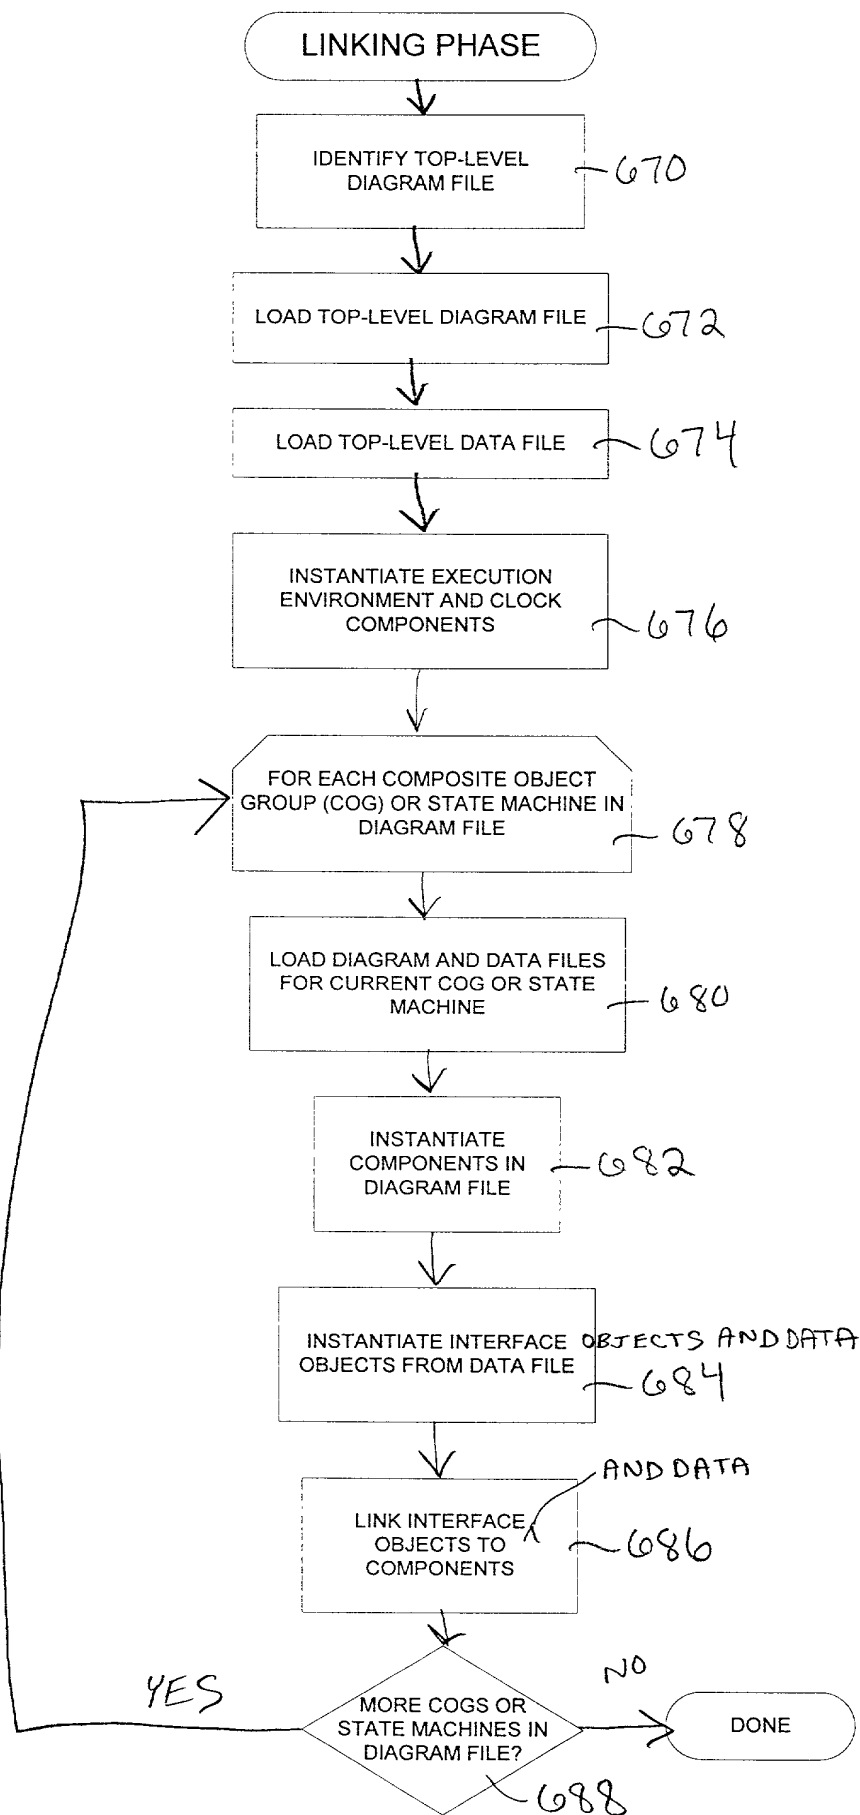 LINKING PHASE
IDENTIFY TOP-LEVEL
DIAGRAM FILE
670
LOAD TOP-LEVEL DIAGRAM FILE
672
LOAD TOP-LEVEL DATA FILE
674
INSTANTIATE EXECUTION
ENVIRONMENT AND CLOCK
COMPONENTS
676
FOR EACH COMPOSITE OBJECT
GROUP (COG) OR STATE MACHINE IN
DIAGRAM FILE
678
LOAD DIAGRAM AND DATA FILES
FOR CURRENT COG OR STATE
MACHINE
680
INSTANTIATE
COMPONENTS IN
DIAGRAM FILE
682
INSTANTIATE INTERFACE OBJECTS AND DATA
OBJECTS FROM DATA FILE
684
AND DATA
LINK INTERFACE
OBJECTS TO
COMPONENTS
686
YES
NO
MORE COGS OR
STATE MACHINES IN
DIAGRAM FILE?
DONE
688